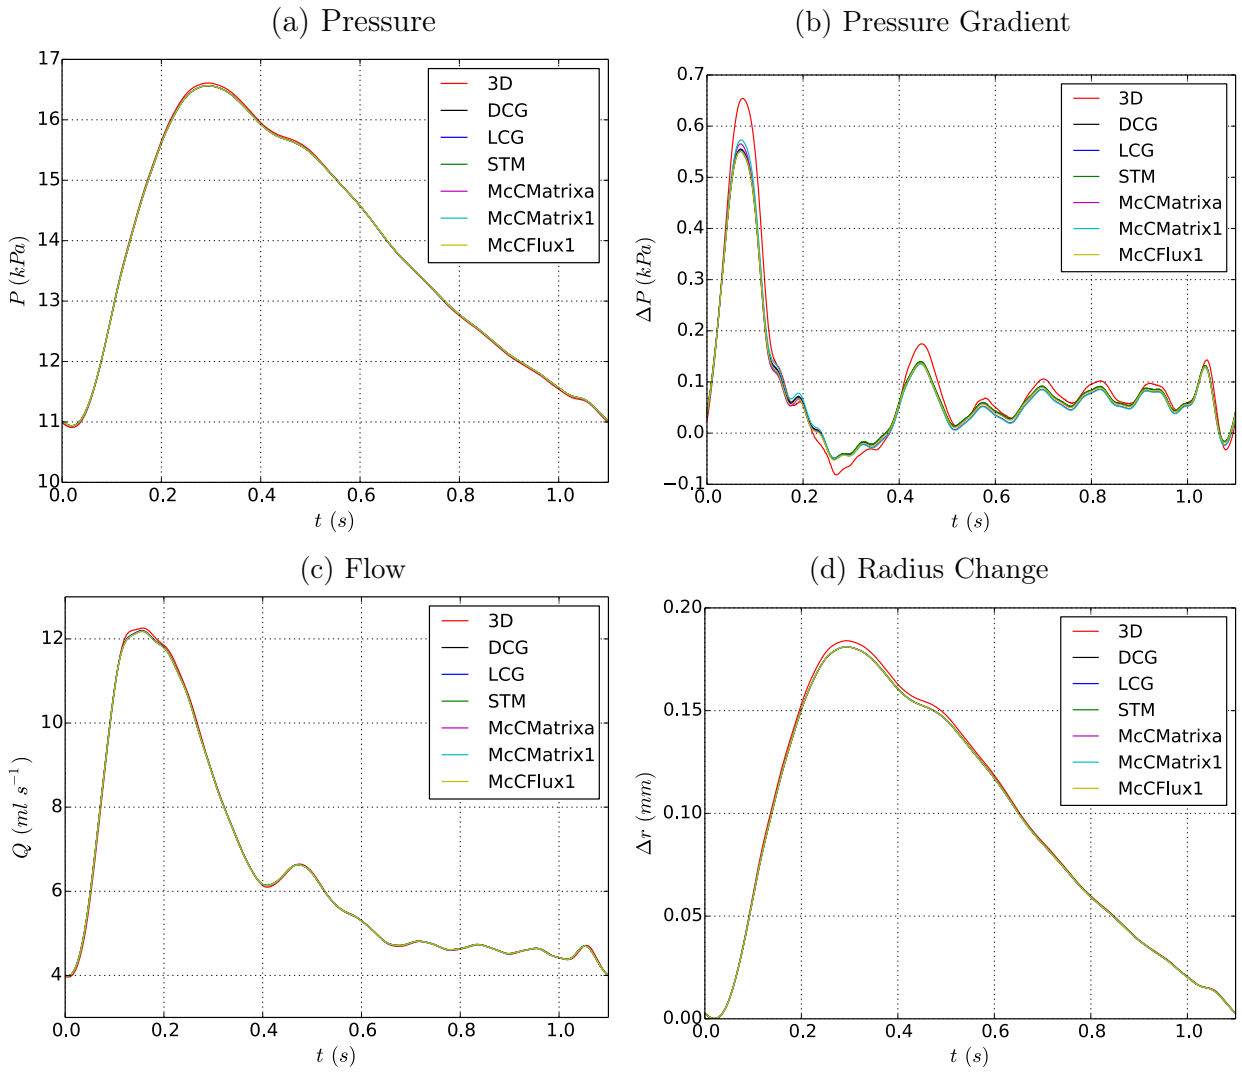 (a) Pressure
17
16
15
14
13
12
11
10
P (kPa)
0.0 0.2 0.4 0.6 0.8 1.0
t (s)
3D
DCG
LCG
STM
McCMatrixa
McCMatrix1
McCFlux1
(b) Pressure Gradient
0.7
0.6
0.5
0.4
0.3
0.2
0.1
0.0
−0.1
ΔP (kPa)
0.0 0.2 0.4 0.6 0.8 1.0
t (s)
3D
DCG
LCG
STM
McCMatrixa
McCMatrix1
McCFlux1
(c) Flow
12
10
8
6
4
Q (ml s⁻¹)
0.0 0.2 0.4 0.6 0.8 1.0
t (s)
3D
DCG
LCG
STM
McCMatrixa
McCMatrix1
McCFlux1
(d) Radius Change
0.20
0.15
0.10
0.05
0.00
Δr (mm)
0.0 0.2 0.4 0.6 0.8 1.0
t (s)
3D
DCG
LCG
STM
McCMatrixa
McCMatrix1
McCFlux1